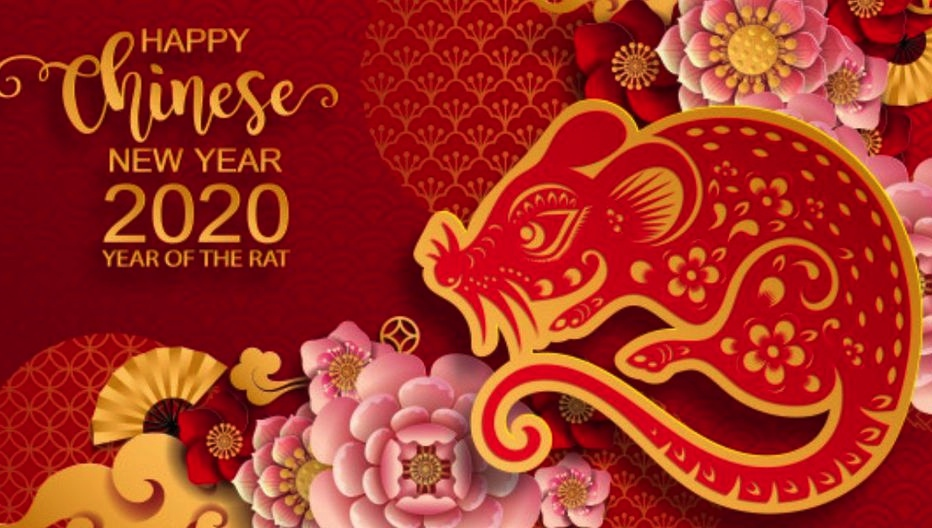 HAPPY
Chinese
NEW YEAR
2020
YEAR OF THE RAT